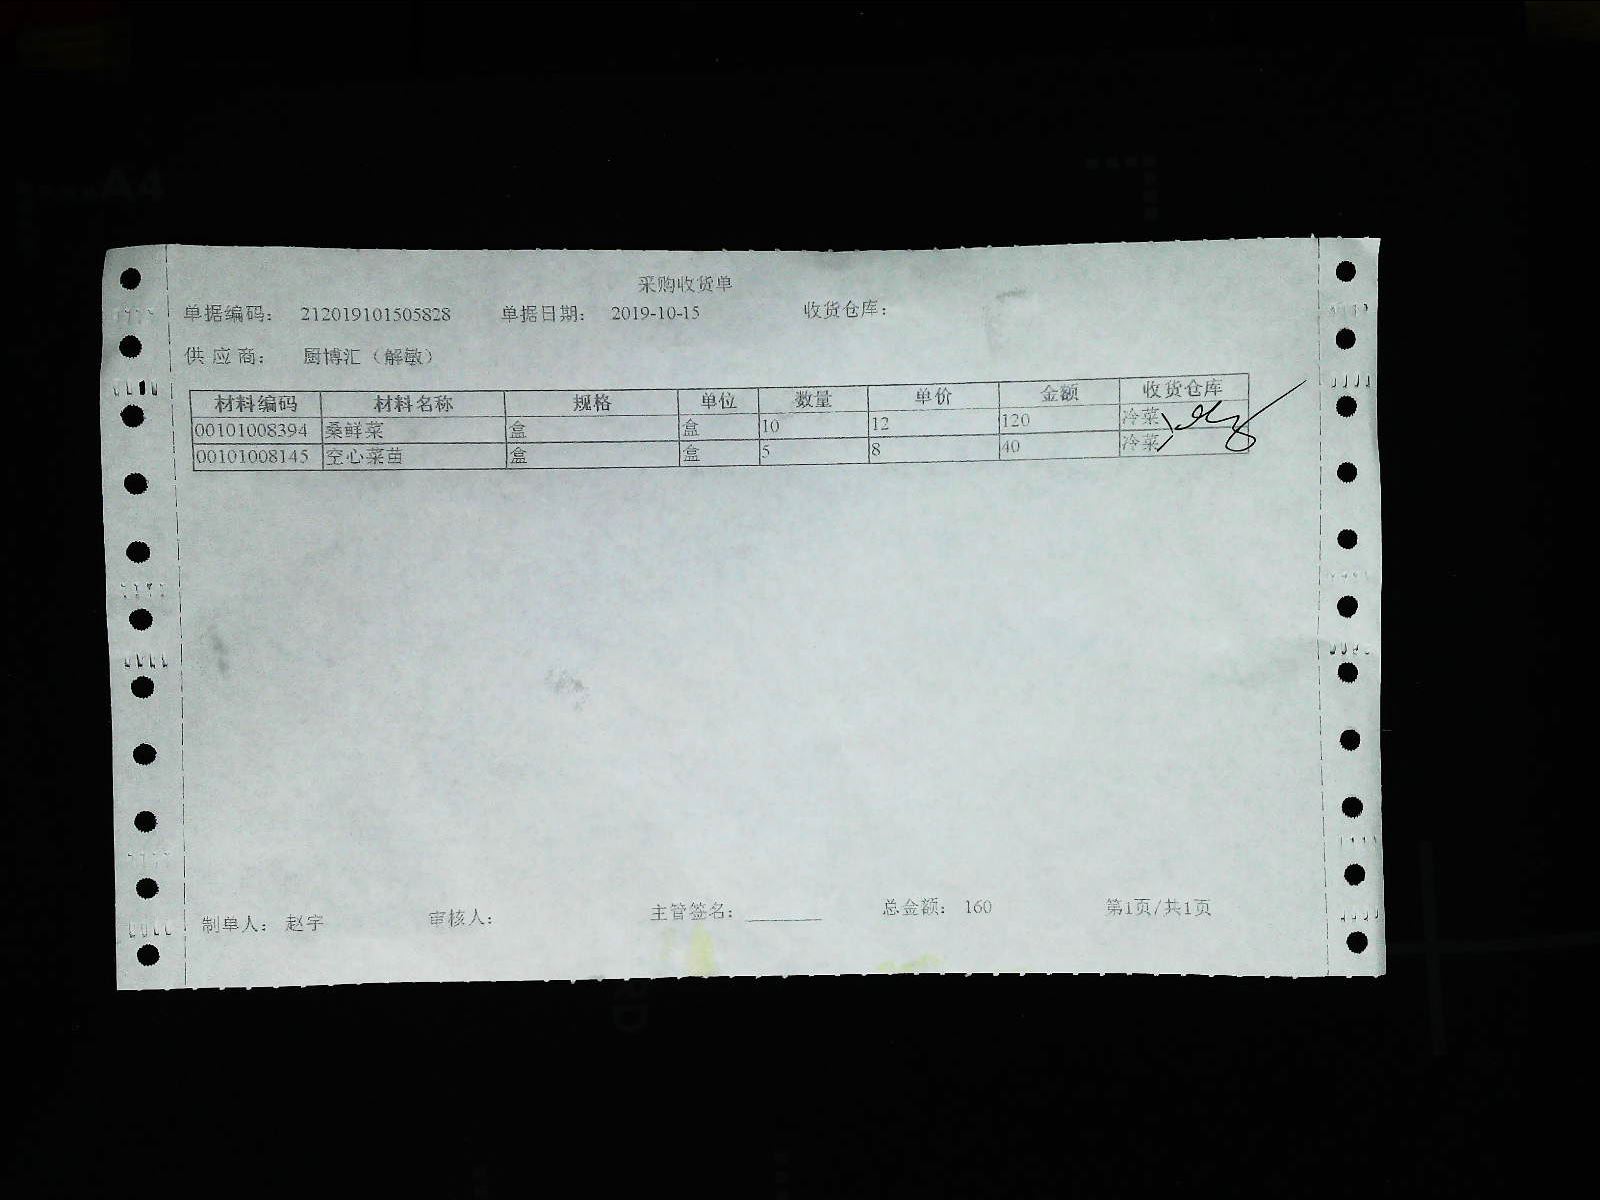 采购收货单
单据编码： 212019101505828 单据日期： 2019-10-15 收货仓库：
供应商： 厨博汇（解敏）
材料编码 材料名称 规格 单位 数量 单价 金额 收货仓库
00101008394 桑鲜菜 盒 盒 10 12 120 冷菜
00101008145 空心菜苗 盒 盒 5 8 40 冷菜
制单人： 赵宇 审核人： 主管签名： ________ 总金额： 160 第1页/共1页